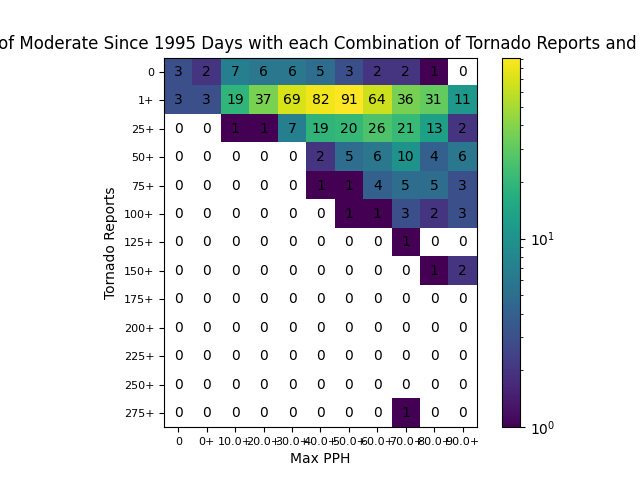 of Moderate Since 1995 Days with each Combination of Tornado Reports and
0 3 2 7 6 6 5 3 2 2 1 0
1+ 3 3 19 37 69 82 91 64 36 31 11
25+ 0 0 1 1 7 19 20 26 21 13 2
50+ 0 0 0 0 0 2 5 6 10 4 6
75+ 0 0 0 0 0 1 1 4 5 5 3
100+ 0 0 0 0 0 0 1 1 3 2 3
125+ 0 0 0 0 0 0 0 0 1 0 0
150+ 0 0 0 0 0 0 0 0 0 1 2
175+ 0 0 0 0 0 0 0 0 0 0 0
200+ 0 0 0 0 0 0 0 0 0 0 0
225+ 0 0 0 0 0 0 0 0 0 0 0
250+ 0 0 0 0 0 0 0 0 0 0 0
275+ 0 0 0 0 0 0 0 0 1 0 0
0 0+ 10.0+ 20.0+ 30.0+ 40.0+ 50.0+ 60.0+ 70.0+ 80.0+ 90.0+
Max PPH
Tornado Reports
10¹
10⁰